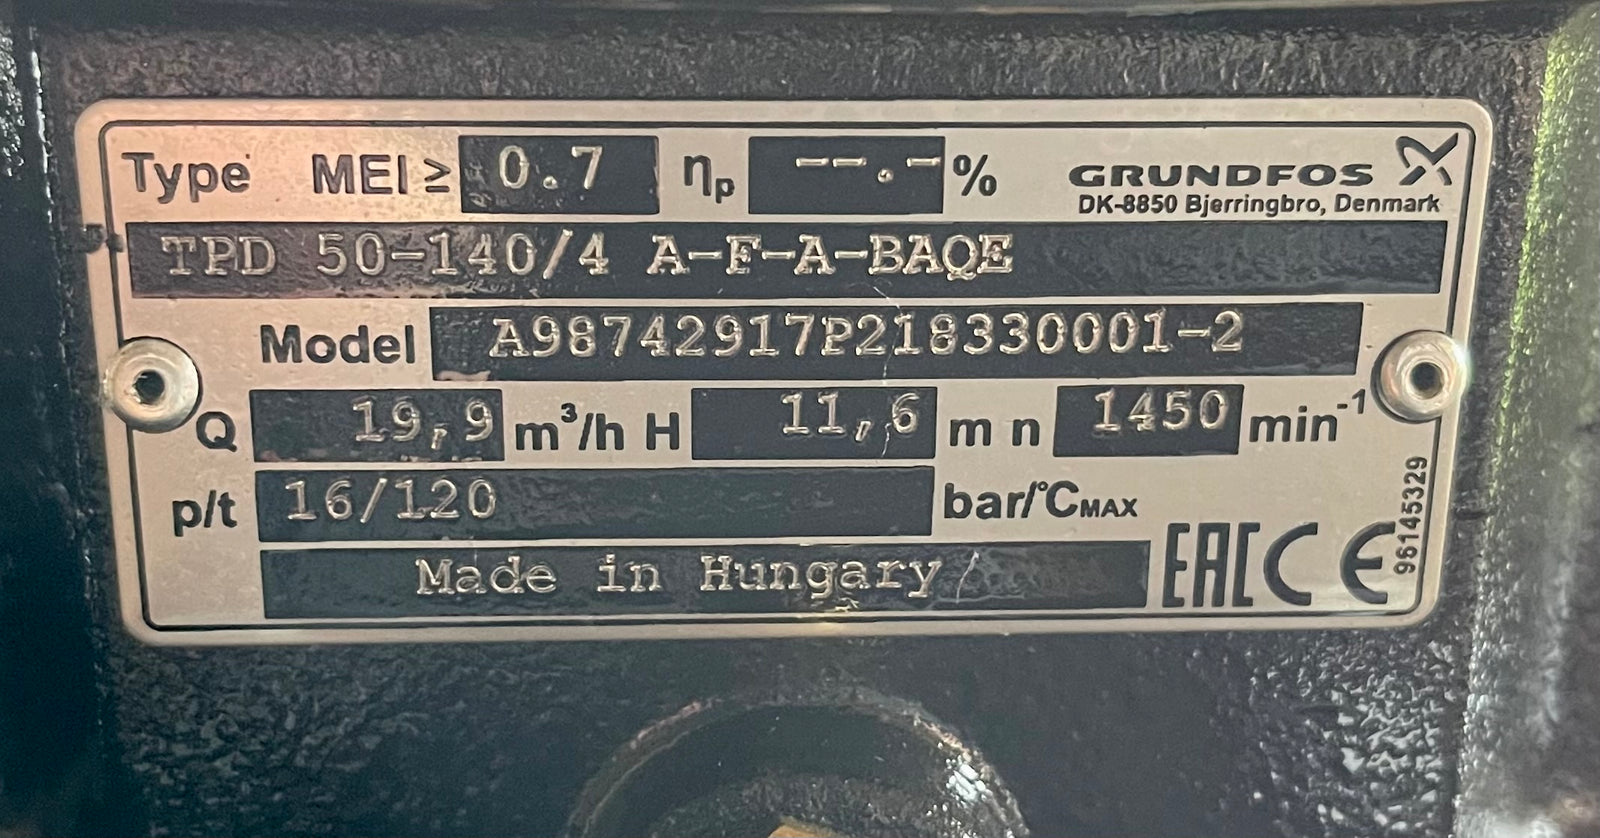 Type MEI ≥ 0.7 ηp --.-% GRUNDFOS
DK-8850 Bjerringbro, Denmark
TPD 50-140/4 A-F-A-BAQE
Model A98742917P218330001-2
Q 19,9 m³/h H 11,6 m n 1450 min⁻¹
p/t 16/120 bar/°CMAX
Made in Hungary
EAC CE
96145329